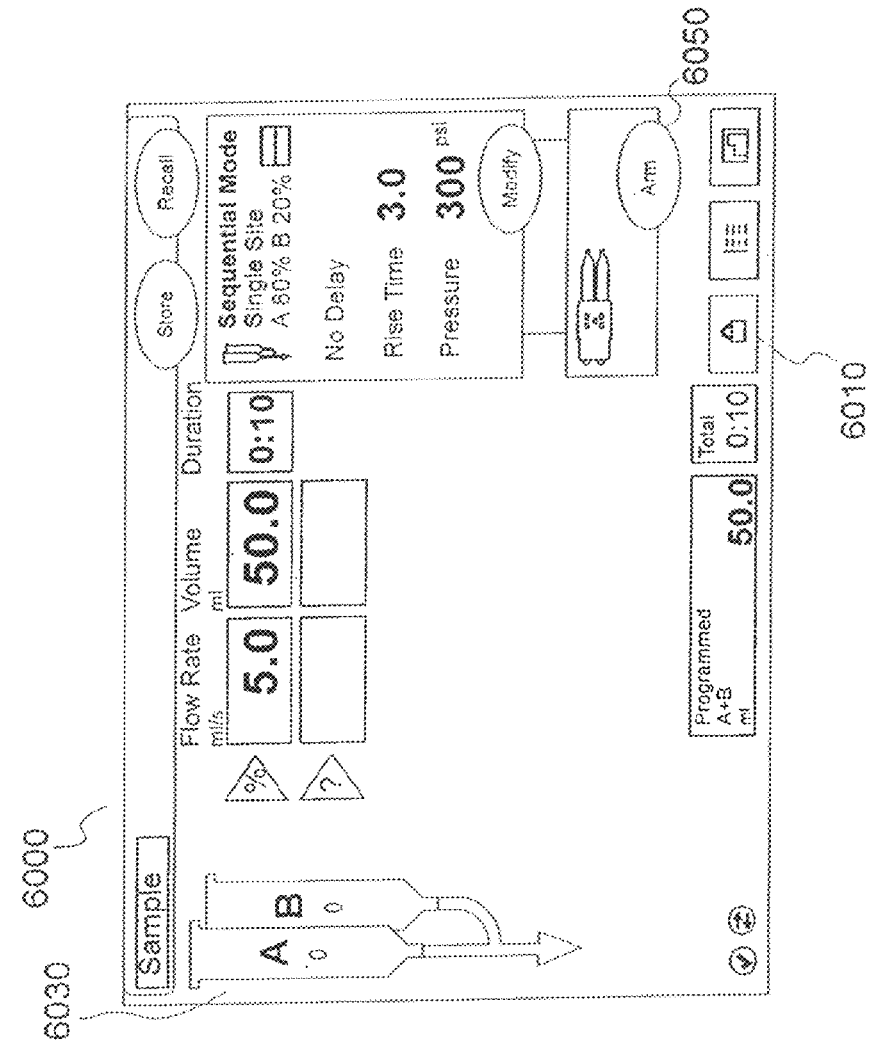 6000
6030
Sample
Store
Recall
Flow Rate
Volume
Duration
ml/s
ml
%
5.0
50.0
0:10
?
A
0
B
0
Sequential Mode
Single Site
A 80% B 20%
No Delay
Rise Time 3.0
Pressure 300 psi
Modify
Arm
6050
Programmed
A+B
ml
50.0
Total
0:10
6010